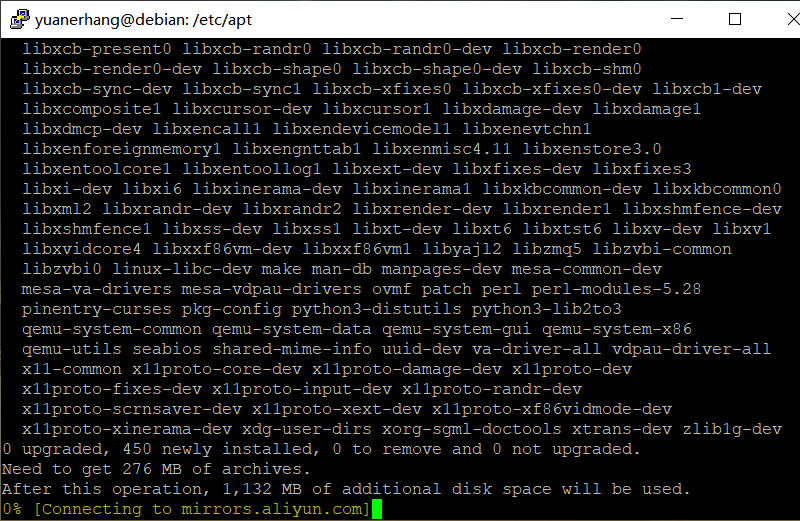 yuanerhang@debian: /etc/apt
libxcb-present0 libxcb-randr0 libxcb-randr0-dev libxcb-render0
libxcb-render0-dev libxcb-shape0 libxcb-shape0-dev libxcb-shm0
libxcb-sync-dev libxcb-sync1 libxcb-xfixes0 libxcb-xfixes0-dev libxcb1-dev
libxcomposite1 libxcursor-dev libxcursor1 libxdamage-dev libxdamage1
libxdmcp-dev libxencall1 libxendevicemodel1 libxenevtchn1
libxenforeignmemory1 libxengnttab1 libxenmisc4.11 libxenstore3.0
libxentoolcore1 libxentoollog1 libxext-dev libxfixes-dev libxfixes3
libxi-dev libxi6 libxinerama-dev libxinerama1 libxkbcommon-dev libxkbcommon0
libxml2 libxrandr-dev libxrandr2 libxrender-dev libxrender1 libxshmfence-dev
libxshmfence1 libxss-dev libxss1 libxt-dev libxt6 libxtst6 libxv-dev libxv1
libxvidcore4 libxxf86vm-dev libxxf86vm1 libyajl2 libzmq5 libzvbi-common
libzvbi0 linux-libc-dev make man-db manpages-dev mesa-common-dev
mesa-va-drivers mesa-vdpau-drivers ovmf patch perl perl-modules-5.28
pinentry-curses pkg-config python3-distutils python3-lib2to3
qemu-system-common qemu-system-data qemu-system-gui qemu-system-x86
qemu-utils seabios shared-mime-info uuid-dev va-driver-all vdpau-driver-all
x11-common x11proto-core-dev x11proto-damage-dev x11proto-dev
x11proto-fixes-dev x11proto-input-dev x11proto-randr-dev
x11proto-scrnsaver-dev x11proto-xext-dev x11proto-xf86vidmode-dev
x11proto-xinerama-dev xdg-user-dirs xorg-sgml-doctools xtrans-dev zlib1g-dev
0 upgraded, 450 newly installed, 0 to remove and 0 not upgraded.
Need to get 276 MB of archives.
After this operation, 1,132 MB of additional disk space will be used.
0% [Connecting to mirrors.aliyun.com]